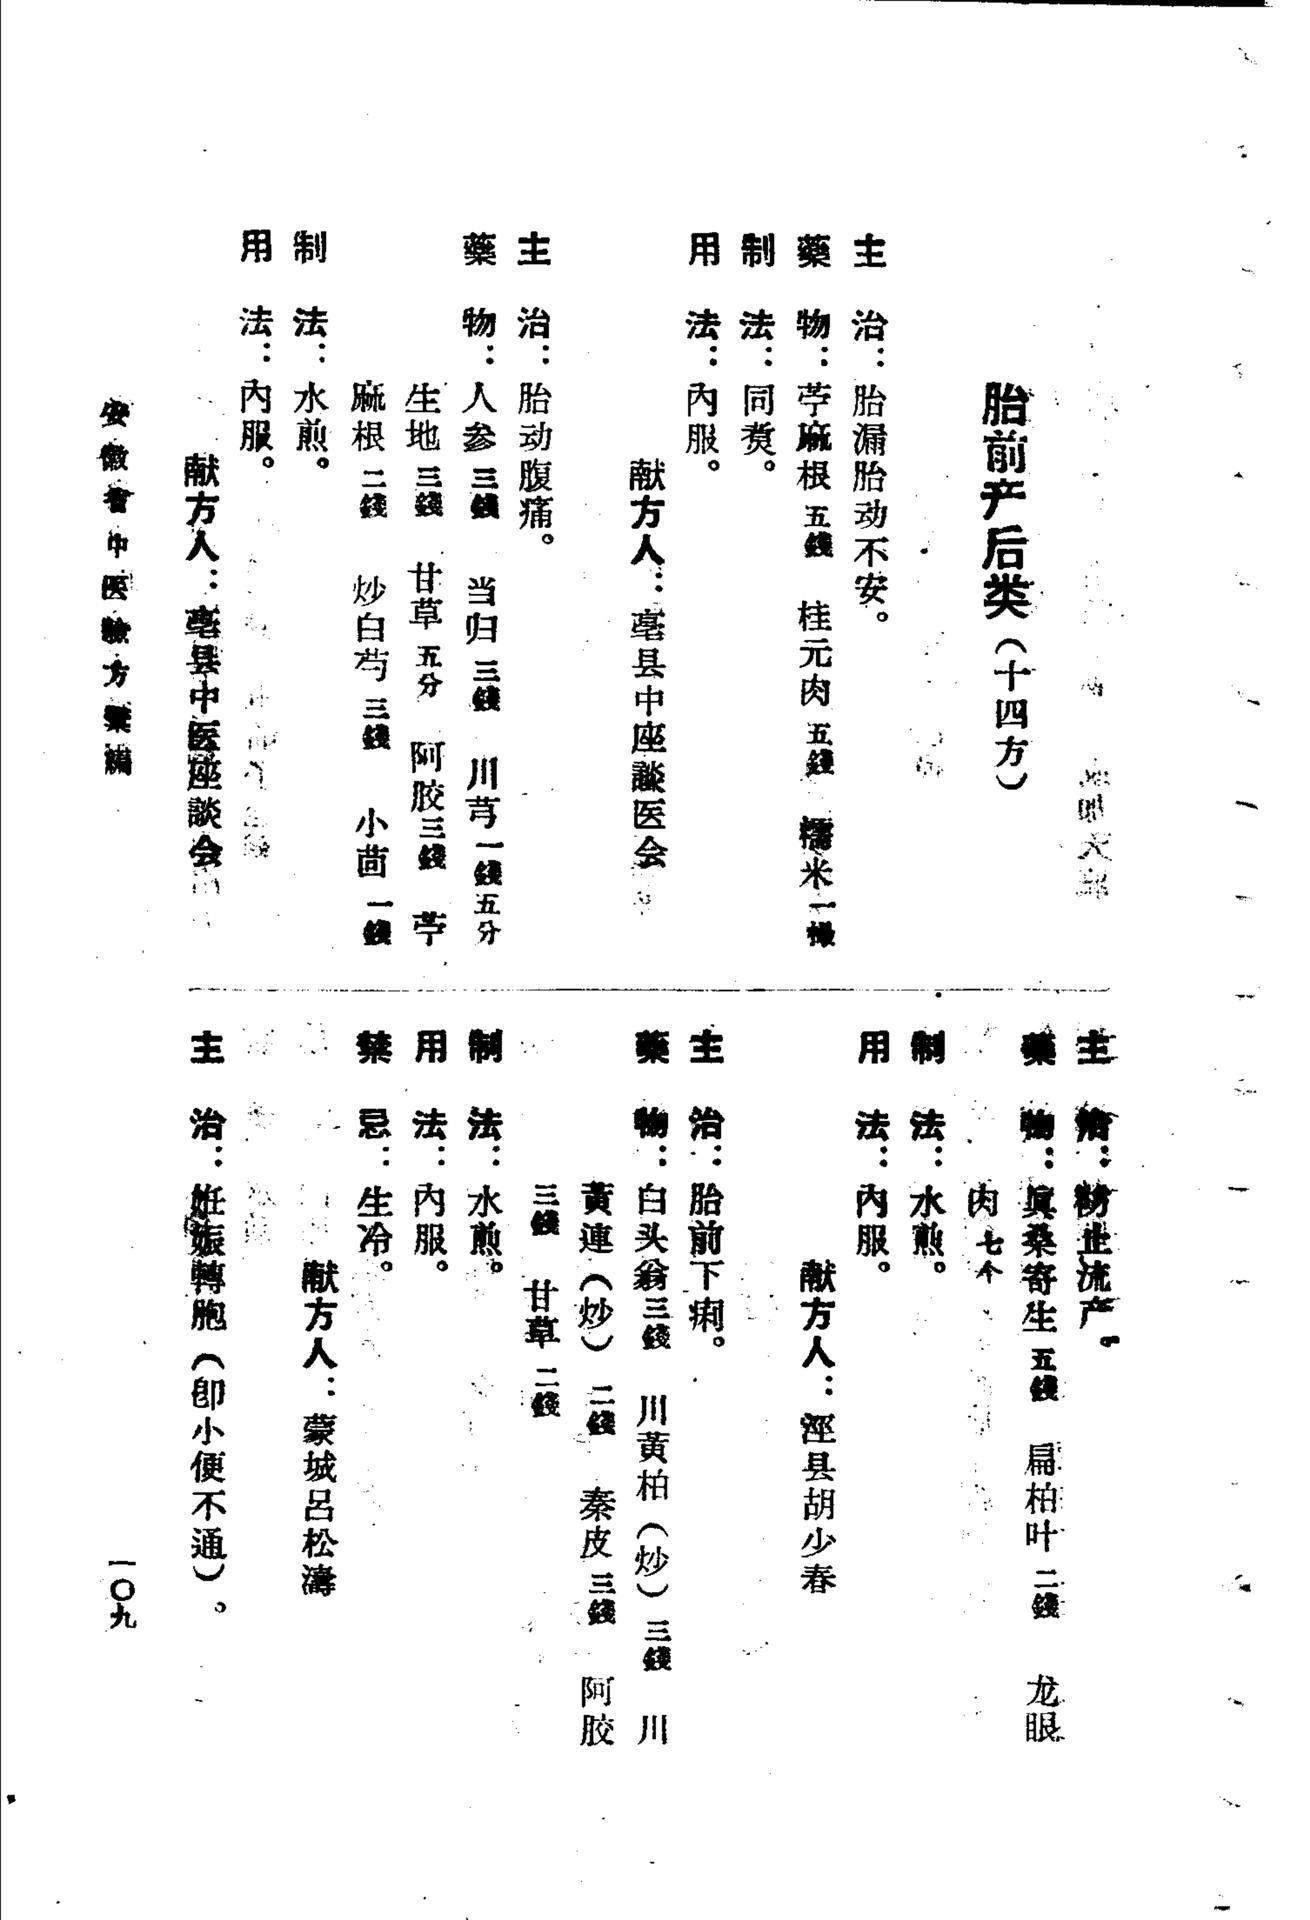 胎前产后类(十四方)
主　治：胎漏胎动不安。
藥　物：苧麻根五錢　桂元肉五錢　糯米一撮
制　法：同煑。
用　法：內服。
献方人：亳县中座談医会
主　治：胎动腹痛。
藥　物：人参三錢　当归三錢　川芎一錢五分
生地三錢　甘草五分　阿胶三錢　苧
麻根二錢　炒白芍三錢　小茴一錢
制　法：水煎。
用　法：內服。
献方人：亳县中医座談会
主　治：防止流产。
藥　物：眞桑寄生五錢　扁柏叶二錢　龙眼
肉七个
制　法：水煎。
用　法：內服。
献方人：涇县胡少春
主　治：胎前下痢。
藥　物：白头翁三錢　川黃柏(炒)三錢　川
黃連(炒)二錢　秦皮三錢　阿胶
三錢　甘草二錢
制　法：水煎。
用　法：內服。
禁　忌：生冷。
献方人：蒙城呂松濤
主　治：妊娠轉胞(卽小便不通)。
安徽省中医驗方彙編
一〇九